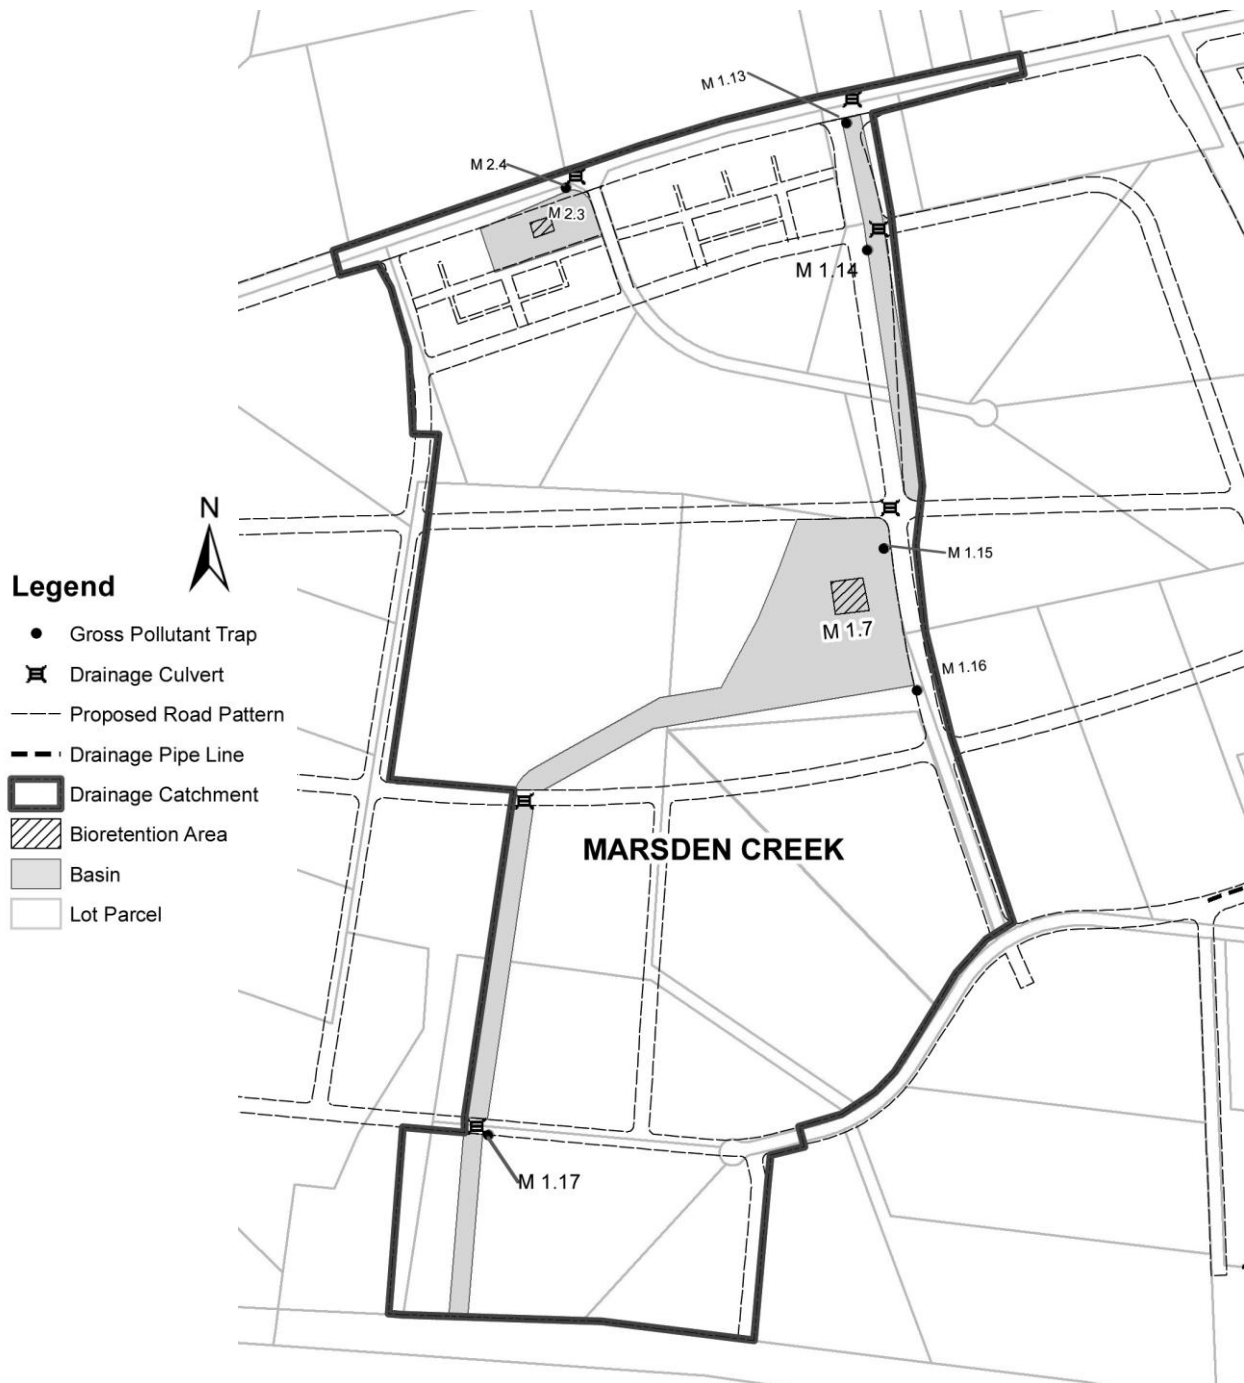 M 1.13
M 2.4
M 2.3
M 1.14
N
M 1.15
Legend
Gross Pollutant Trap
Drainage Culvert
Proposed Road Pattern
Drainage Pipe Line
Drainage Catchment
Bioretention Area
Basin
Lot Parcel
M 1.7
M 1.16
MARSDEN CREEK
M 1.17